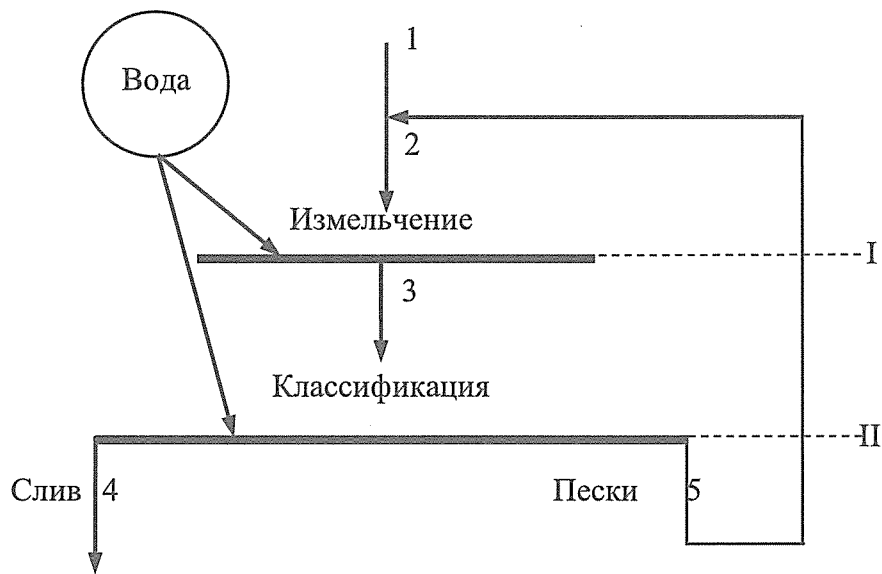 1
Вода
2
Измельчение
I
3
Классификация
II
Слив 4
Пески 5